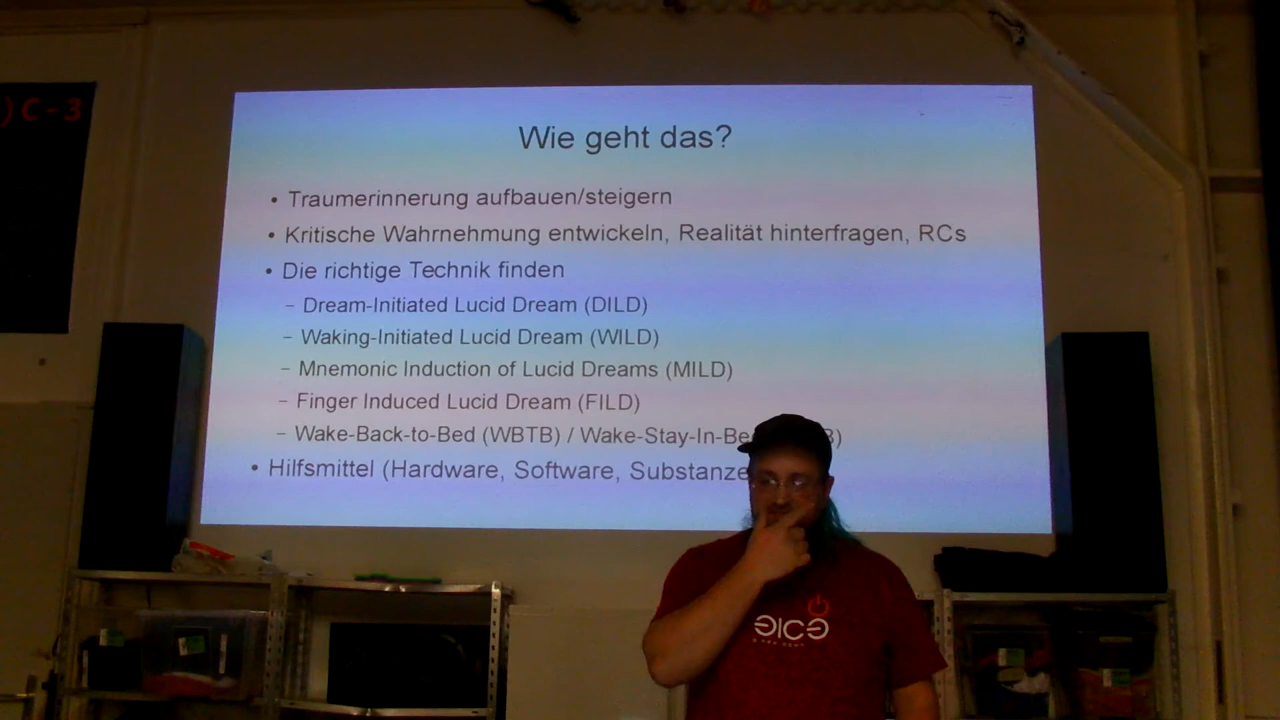 )C-3
Wie geht das?
• Traumerinnerung aufbauen/steigern
• Kritische Wahrnehmung entwickeln, Realität hinterfragen, RCs
• Die richtige Technik finden
– Dream-Initiated Lucid Dream (DILD)
– Waking-Initiated Lucid Dream (WILD)
– Mnemonic Induction of Lucid Dreams (MILD)
– Finger Induced Lucid Dream (FILD)
– Wake-Back-to-Bed (WBTB) / Wake-Stay-In-Be
• Hilfsmittel (Hardware, Software, Substanze